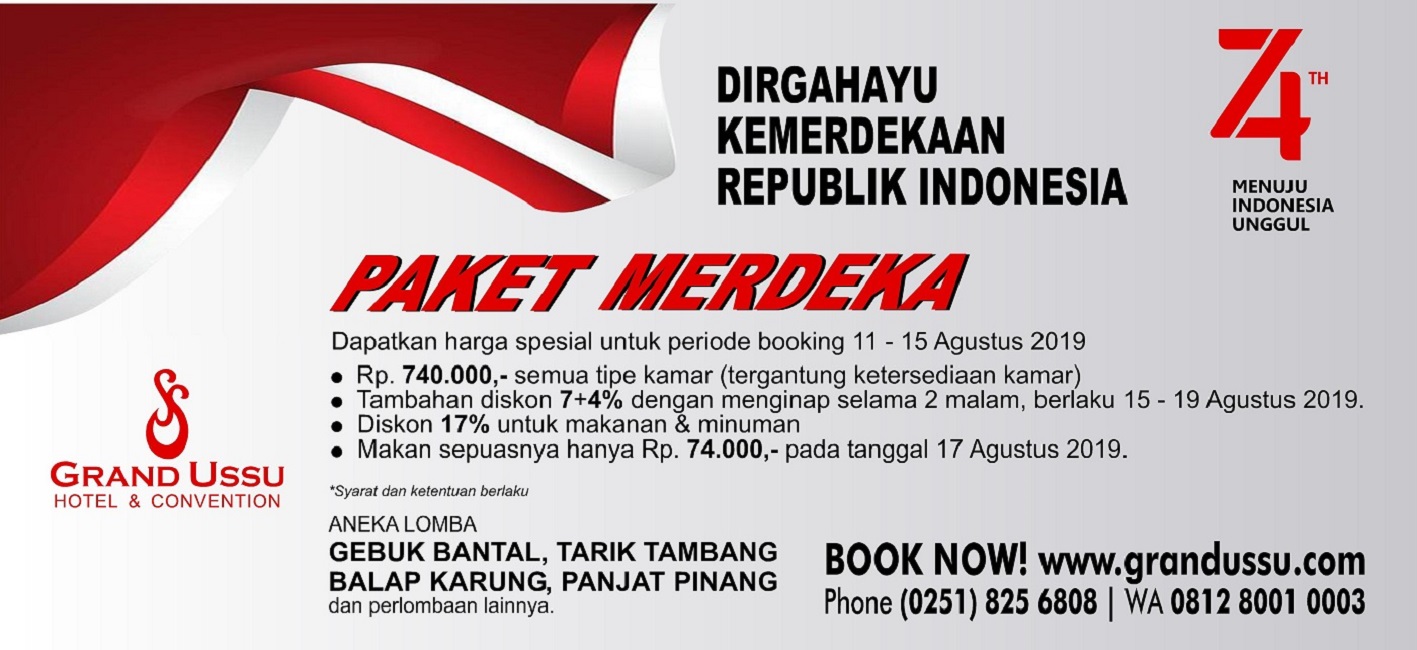 DIRGAHAYU
KEMERDEKAAN
REPUBLIK INDONESIA
74TH
MENUJU
INDONESIA
UNGGUL
PAKET MERDEKA
Dapatkan harga spesial untuk periode booking 11 - 15 Agustus 2019
● Rp. 740.000,- semua tipe kamar (tergantung ketersediaan kamar)
● Tambahan diskon 7+4% dengan menginap selama 2 malam, berlaku 15 - 19 Agustus 2019.
● Diskon 17% untuk makanan & minuman
● Makan sepuasnya hanya Rp. 74.000,- pada tanggal 17 Agustus 2019.
*Syarat dan ketentuan berlaku
GRAND USSU
HOTEL & CONVENTION
ANEKA LOMBA
GEBUK BANTAL, TARIK TAMBANG
BALAP KARUNG, PANJAT PINANG
dan perlombaan lainnya.
BOOK NOW! www.grandussu.com
Phone (0251) 825 6808 | WA 0812 8001 0003